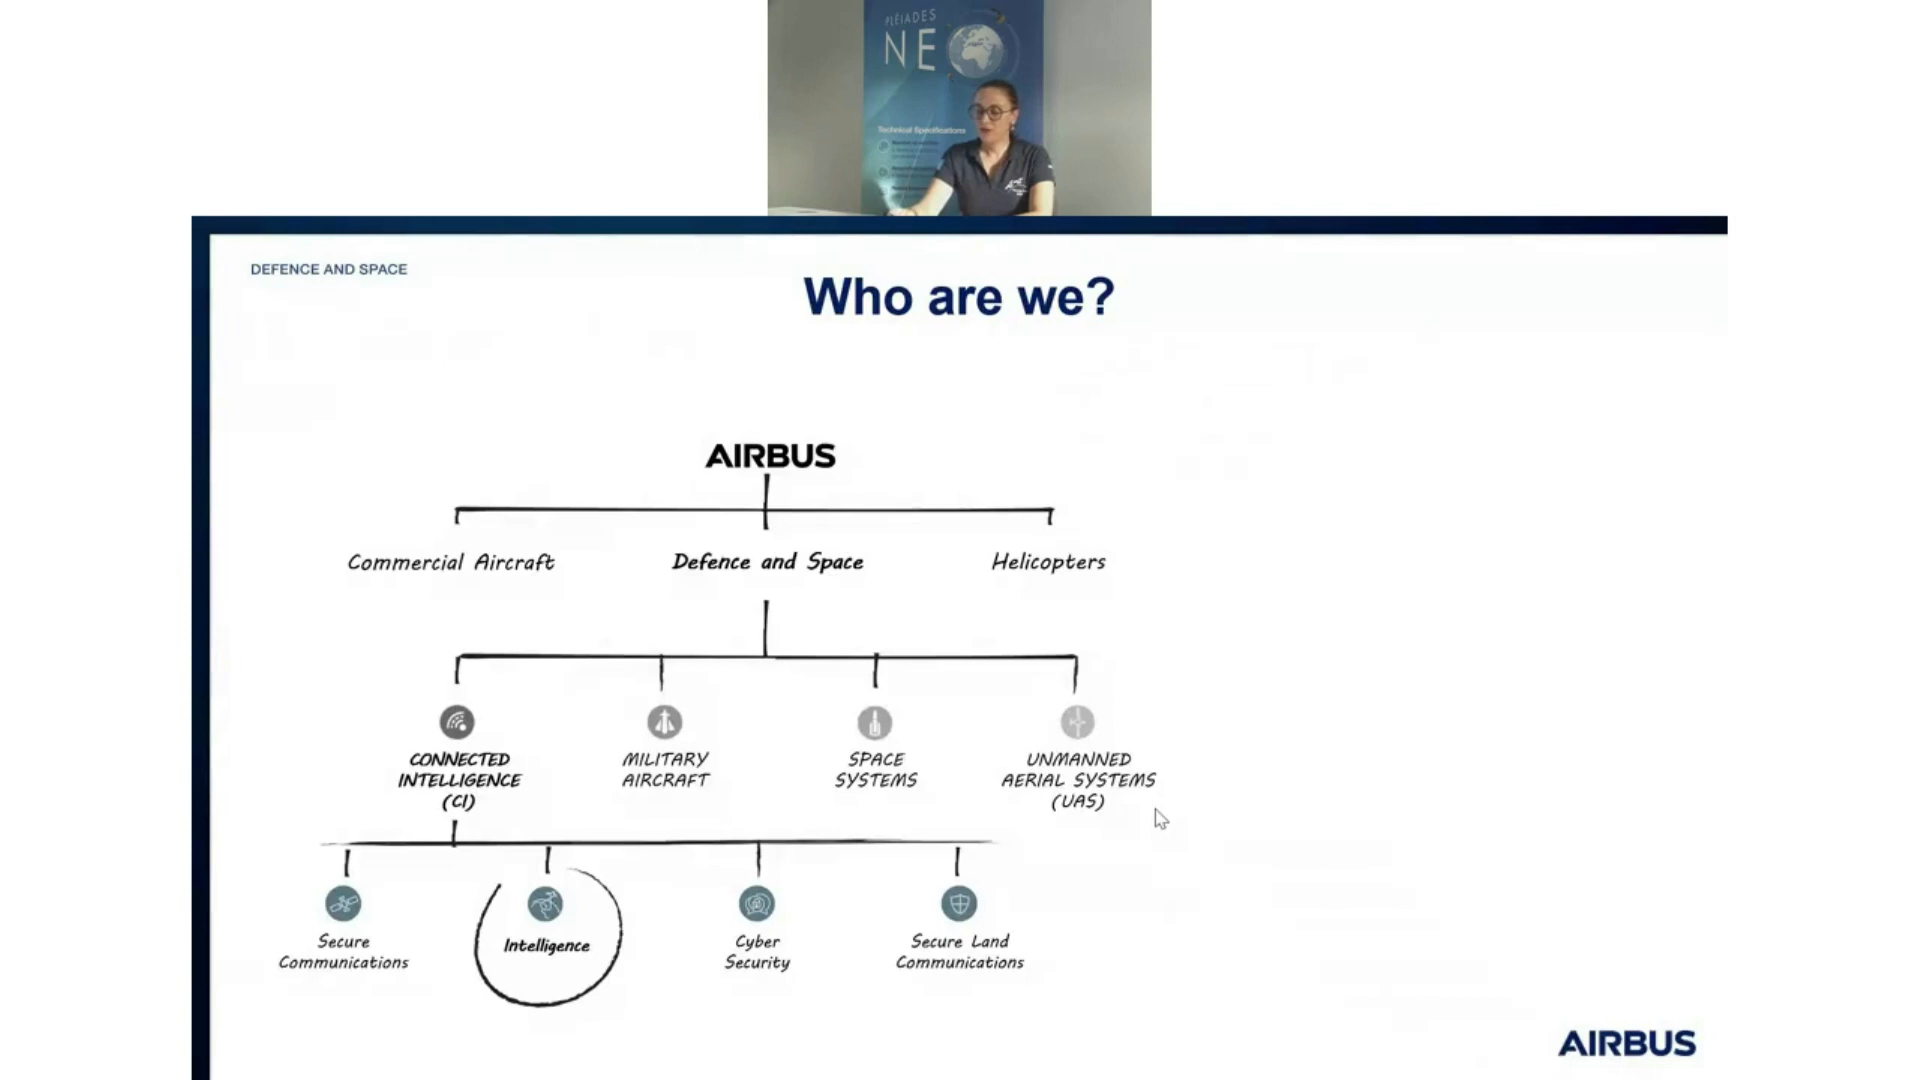 PLÉIADES
NEO
Technical Specifications
DEFENCE AND SPACE
Who are we?
AIRBUS
Commercial Aircraft
Defence and Space
Helicopters
CONNECTED
INTELLIGENCE
(CI)
MILITARY
AIRCRAFT
SPACE
SYSTEMS
UNMANNED
AERIAL SYSTEMS
(UAS)
Secure
Communications
Intelligence
Cyber
Security
Secure Land
Communications
AIRBUS